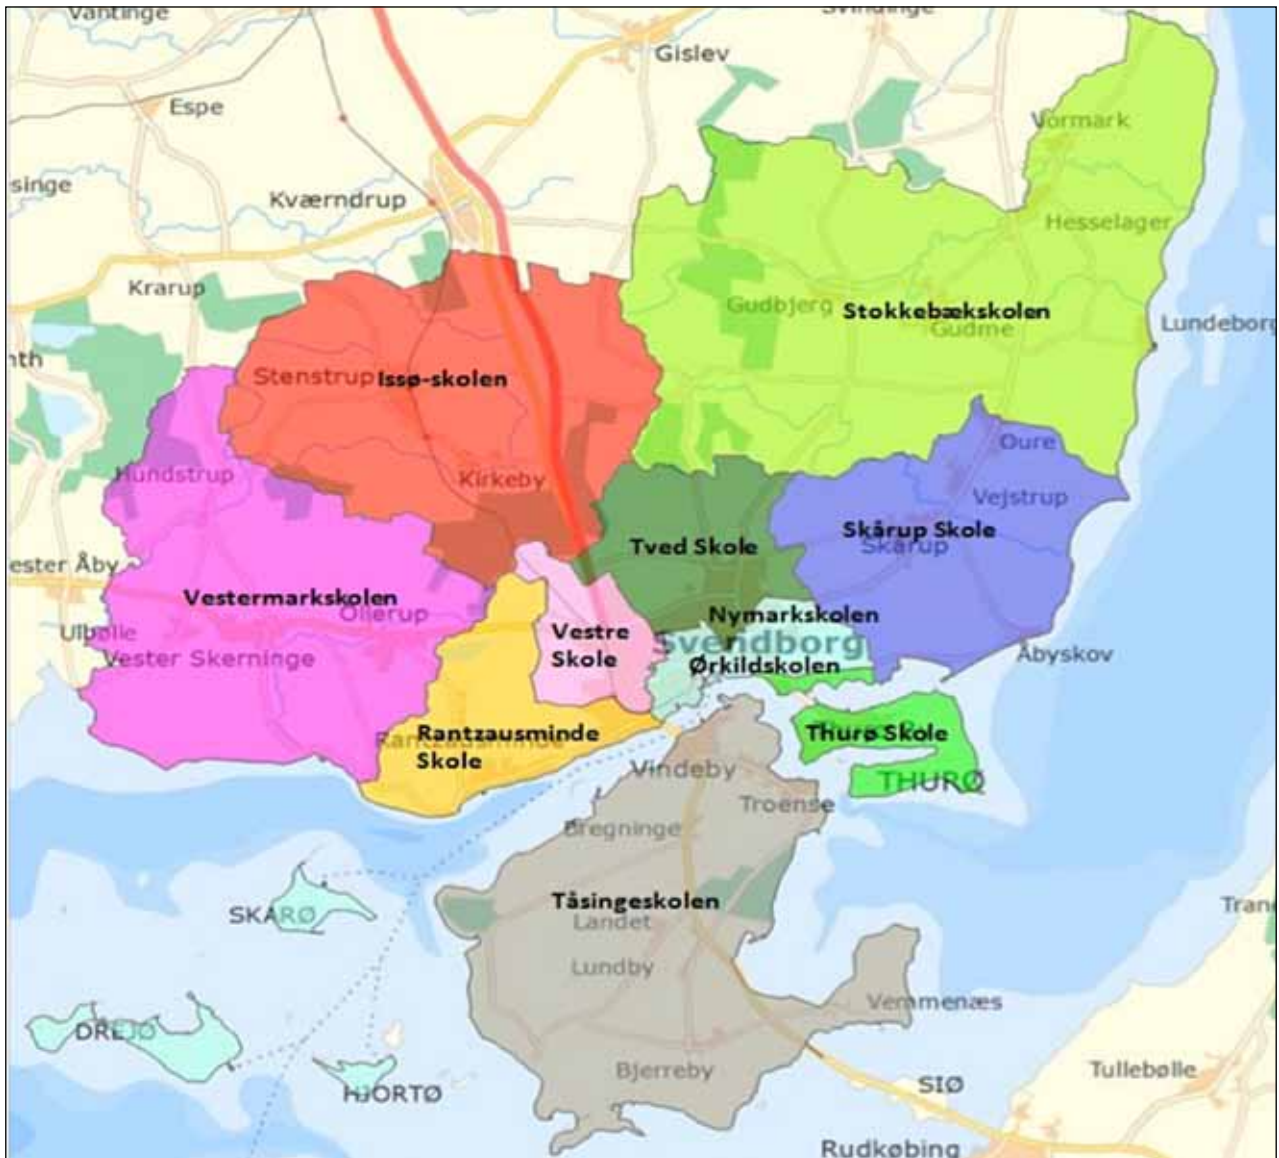 Vantinge
Svindinge
Gislev
Espe
Vormark
singe
Kværndrup
Hesselager
Krarup
Gudbjerg
Stokkebækskolen
Gudme
Lundeborg
nth
Stenstrup
Issø-skolen
Oure
Hundstrup
Kirkeby
Vejstrup
Skårup Skole
Skårup
Tved Skole
ester Åby
Vestermarkskolen
Ollerup
Nymarkskolen
Ulbølle
Vestre
Skole
Svendborg
Vester Skerninge
Ørkildskolen
Åbyskov
Rantzausminde
Skole
Rantzausminde
Thurø Skole
Vindeby
THURØ
Troense
Bregninge
Tåsingeskolen
SKARØ
Landet
Tran
Lundby
Vemmenæs
DREJØ
Bjerreby
Tullebølle
SIØ
HJORTØ
Rudkøbing